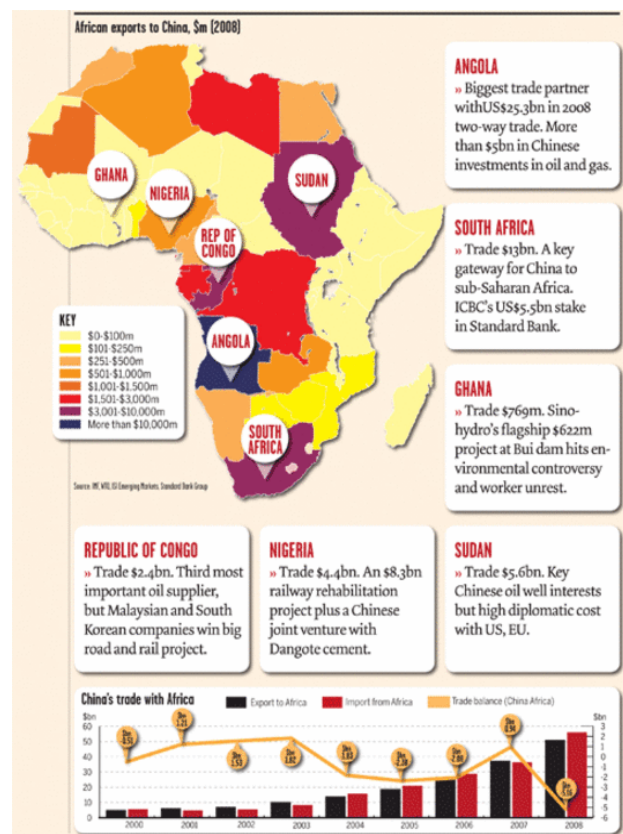 African exports to China, $m (2008)
ANGOLA
» Biggest trade partner
withUS$25.3bn in 2008
two-way trade. More
than $5bn in Chinese
investments in oil and gas.
GHANA
NIGERIA
SUDAN
REP OF
CONGO
ANGOLA
SOUTH
AFRICA
SOUTH AFRICA
» Trade $13bn. A key
gateway for China to
sub-Saharan Africa.
ICBC's US$5.5bn stake
in Standard Bank.
KEY
$0-$100m
$101-$250m
$251-$500m
$501-$1,000m
$1,001-$1,500m
$1,501-$3,000m
$3,001-$10,000m
More than $10,000m
GHANA
» Trade $769m. Sino-
hydro's flagship $622m
project at Bui dam hits en-
vironmental controversy
and worker unrest.
Source: IMF, WTO, ISI Emerging Markets, Standard Bank Group
REPUBLIC OF CONGO
» Trade $2.4bn. Third most
important oil supplier,
but Malaysian and South
Korean companies win big
road and rail project.
NIGERIA
» Trade $4.4bn. An $8.3bn
railway rehabilitation
project plus a Chinese
joint venture with
Dangote cement.
SUDAN
» Trade $5.6bn. Key
Chinese oil well interests
but high diplomatic cost
with US, EU.
China's trade with Africa
Export to Africa
Import from Africa
Trade balance (China Africa)
$bn
60
50
40
30
20
10
0
$bn
3
2
1
0
-1
-2
-3
-4
-5
-6
2000 2001 2002 2003 2004 2005 2006 2007 2008